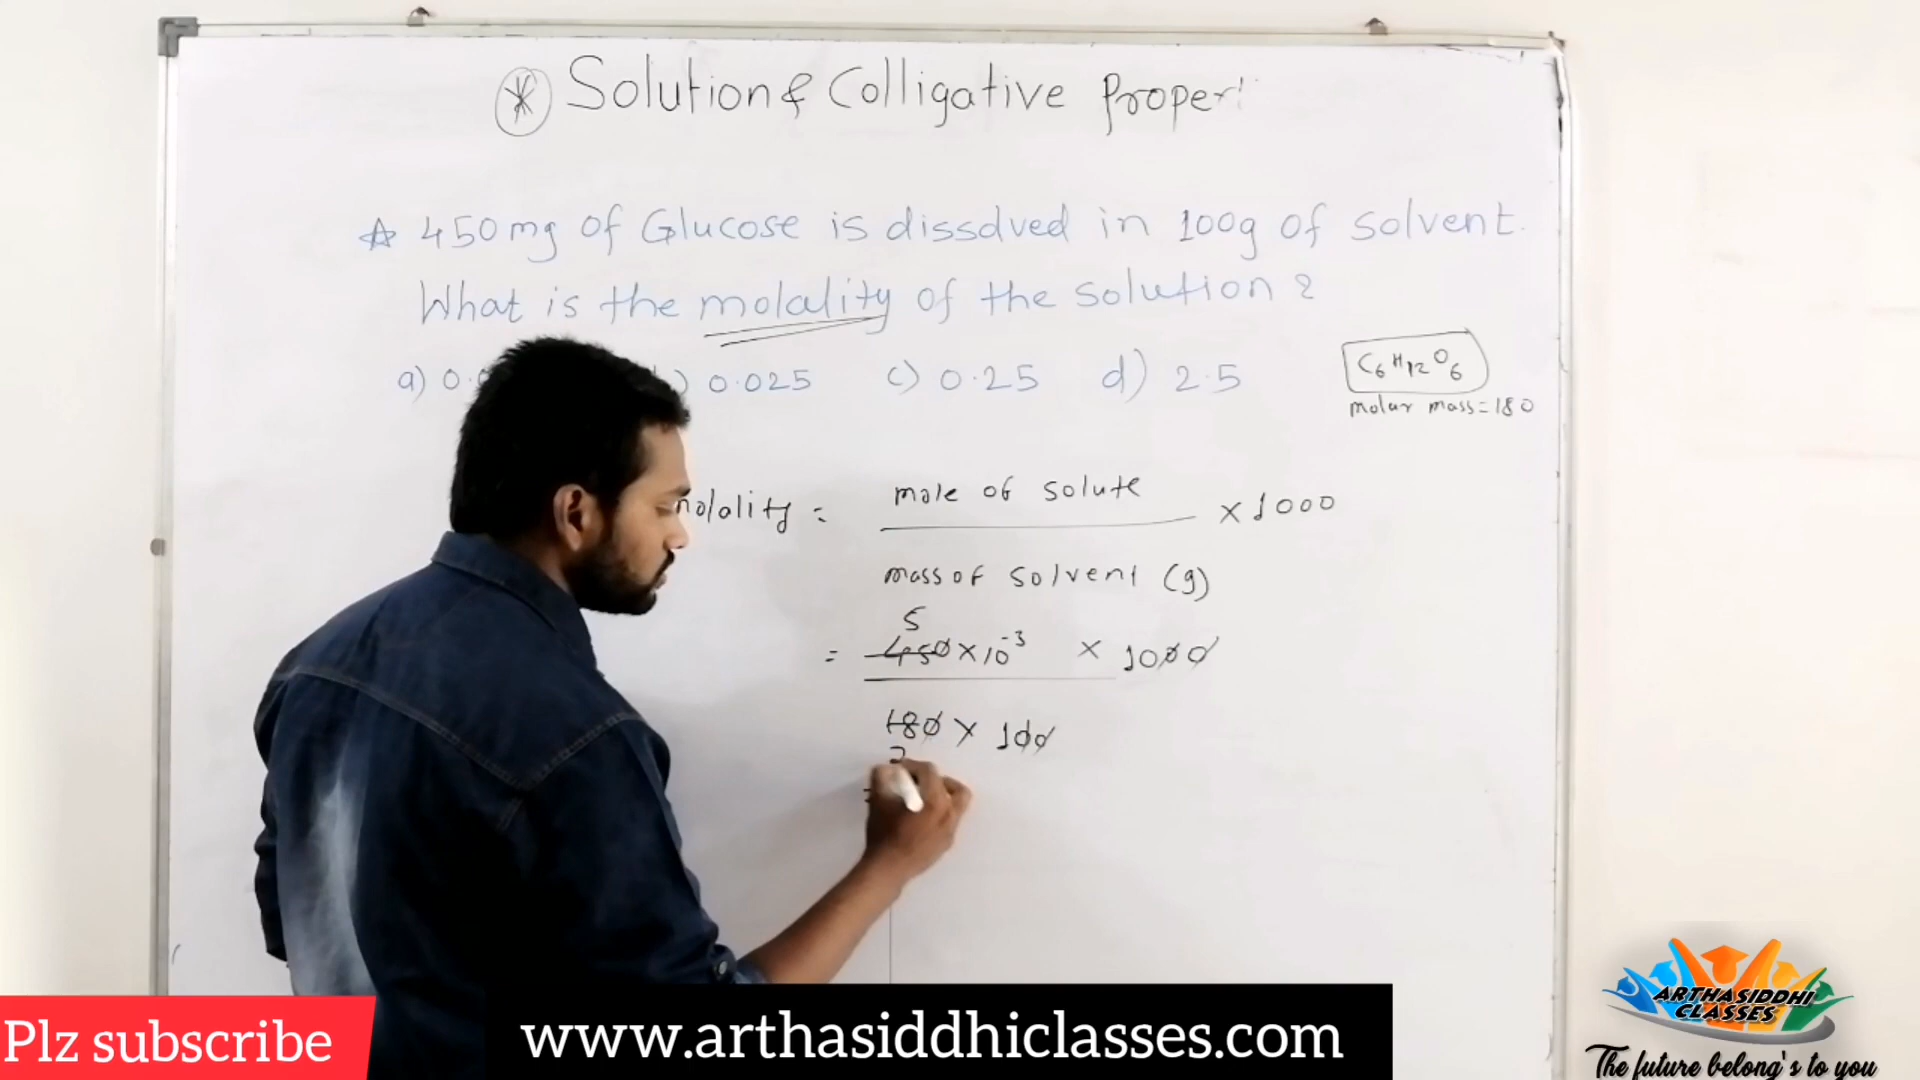 Solution & Colligative Proper
☆ 450mg of Glucose is dissolved in 100g of solvent.
What is the molality of the solution?
a) 0.0 b) 0.025 c) 0.25 d) 2.5
C₆H₁₂O₆
molar mass=180
molality = mole of solute × 1000
mass of solvent (g)
5
= 450×10⁻³ × 1000
180 × 100
2
=
Plz subscribe
www.arthasiddhiclasses.com
ARTHASIDDHI
CLASSES
The future belong's to you